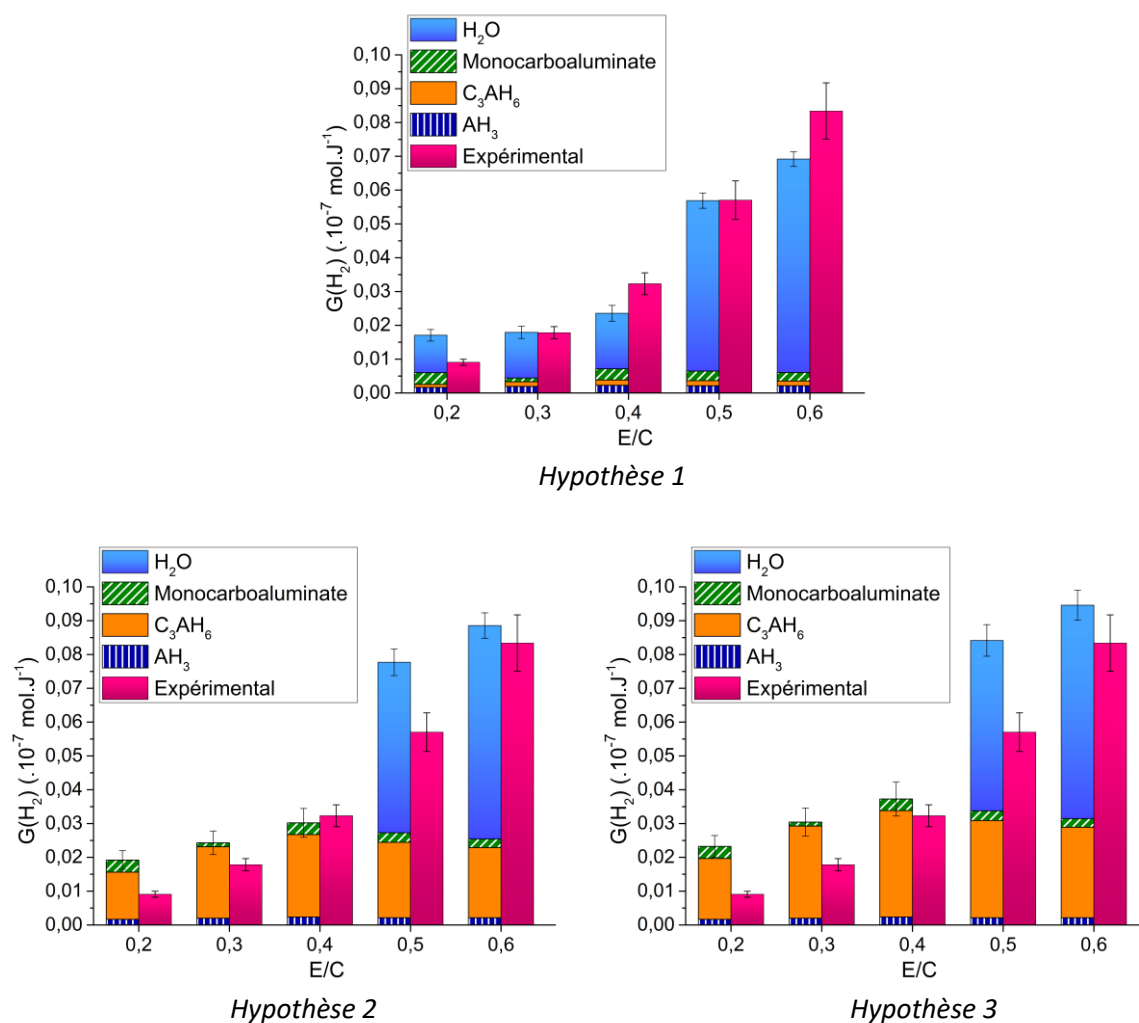 H₂O
Monocarboaluminate
C₃AH₆
AH₃
Expérimental
0,10
0,09
0,08
0,07
0,06
0,05
0,04
0,03
0,02
0,01
0,00
G(H₂) (.10⁻⁷ mol.J⁻¹)
0,2 0,3 0,4 0,5 0,6
E/C
Hypothèse 1
H₂O
Monocarboaluminate
C₃AH₆
AH₃
Expérimental
0,10
0,09
0,08
0,07
0,06
0,05
0,04
0,03
0,02
0,01
0,00
G(H₂) (.10⁻⁷ mol.J⁻¹)
0,2 0,3 0,4 0,5 0,6
E/C
Hypothèse 2
H₂O
Monocarboaluminate
C₃AH₆
AH₃
Expérimental
0,10
0,09
0,08
0,07
0,06
0,05
0,04
0,03
0,02
0,01
0,00
G(H₂) (.10⁻⁷ mol.J⁻¹)
0,2 0,3 0,4 0,5 0,6
E/C
Hypothèse 3